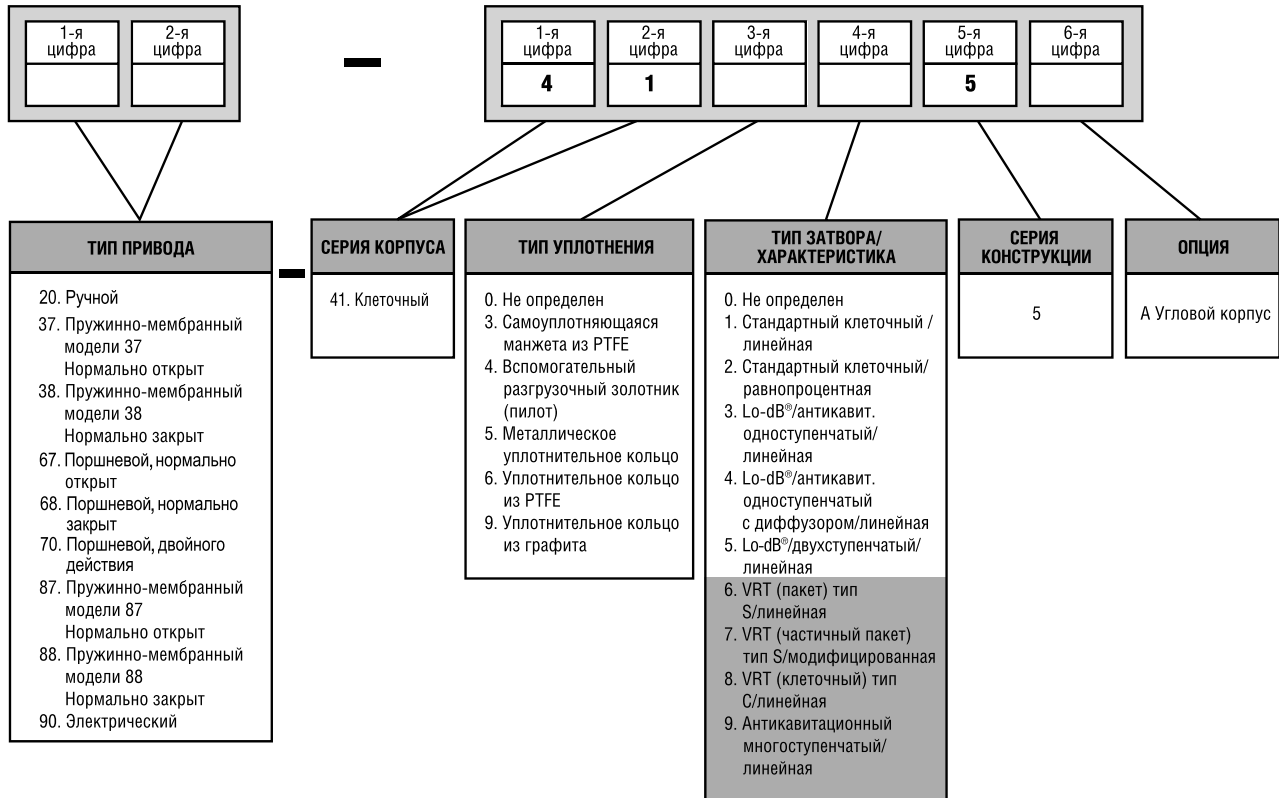 1-я
цифра
2-я
цифра
1-я
цифра
2-я
цифра
3-я
цифра
4-я
цифра
5-я
цифра
6-я
цифра
4
1
5
ТИП ПРИВОДА
20. Ручной
37. Пружинно-мембранный
модели 37
Нормально открыт
38. Пружинно-мембранный
модели 38
Нормально закрыт
67. Поршневой, нормально
открыт
68. Поршневой, нормально
закрыт
70. Поршневой, двойного
действия
87. Пружинно-мембранный
модели 87
Нормально открыт
88. Пружинно-мембранный
модели 88
Нормально закрыт
90. Электрический
СЕРИЯ КОРПУСА
41. Клеточный
ТИП УПЛОТНЕНИЯ
0. Не определен
3. Самоуплотняющаяся
манжета из PTFE
4. Вспомогательный
разгрузочный золотник
(пилот)
5. Металлическое
уплотнительное кольцо
6. Уплотнительное кольцо
из PTFE
9. Уплотнительное кольцо
из графита
ТИП ЗАТВОРА/
ХАРАКТЕРИСТИКА
0. Не определен
1. Стандартный клеточный /
линейная
2. Стандартный клеточный/
равнопроцентная
3. Lo-dB®/антикавит.
одноступенчатый/
линейная
4. Lo-dB®/антикавит.
одноступенчатый
с диффузором/линейная
5. Lo-dB®/двухступенчатый/
линейная
6. VRT (пакет) тип
S/линейная
7. VRT (частичный пакет)
тип S/модифицированная
8. VRT (клеточный) тип
C/линейная
9. Антикавитационный
многоступенчатый/
линейная
СЕРИЯ
КОНСТРУКЦИИ
5
ОПЦИЯ
А Угловой корпус